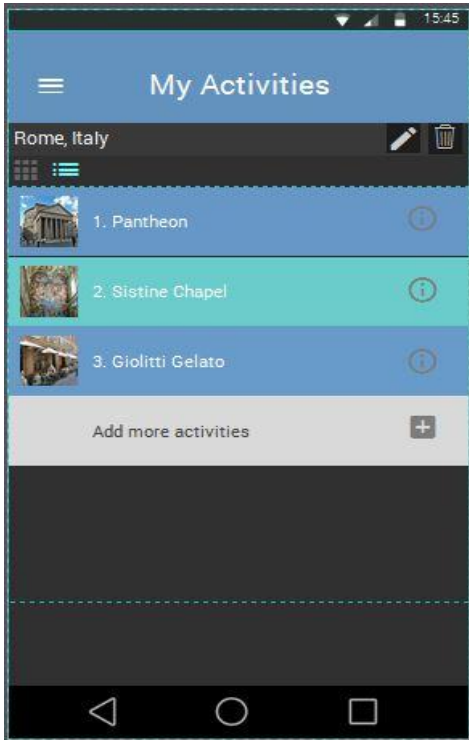 15:45
My Activities
Rome, Italy
1. Pantheon
2. Sistine Chapel
3. Giolitti Gelato
Add more activities